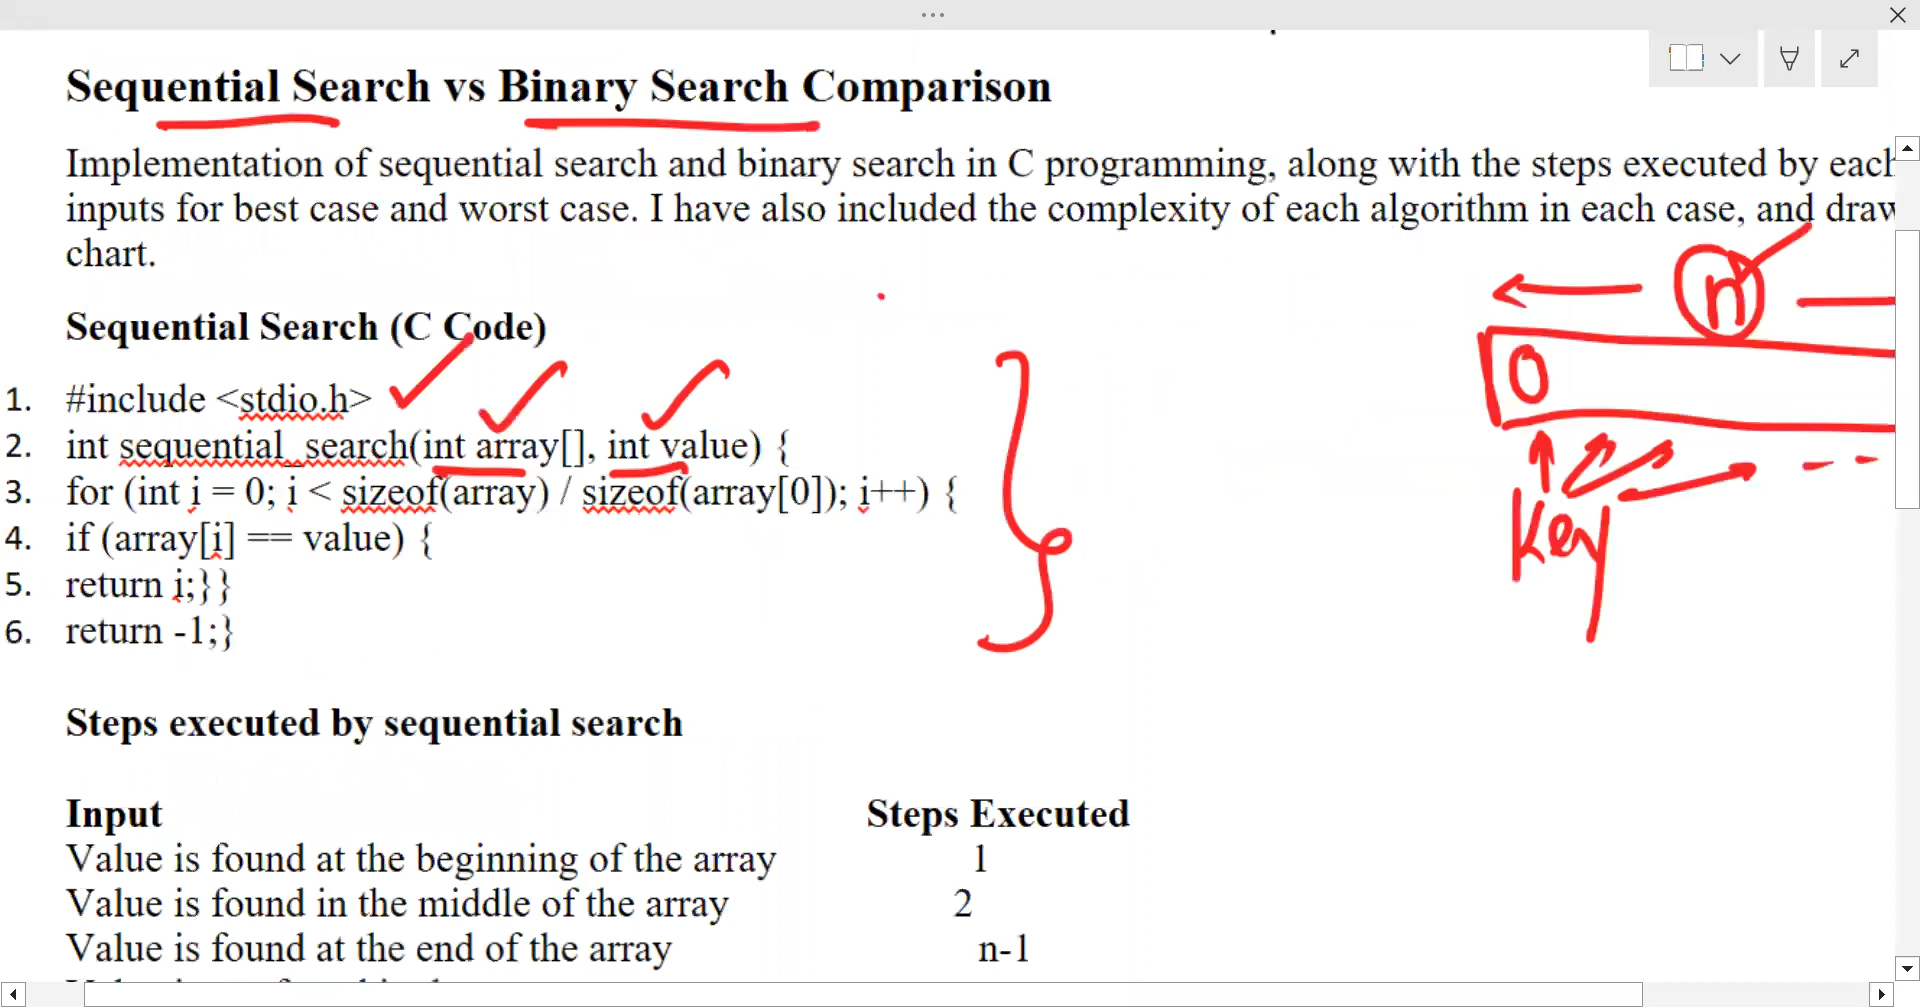 Sequential Search vs Binary Search Comparison
Implementation of sequential search and binary search in C programming, along with the steps executed by each
inputs for best case and worst case. I have also included the complexity of each algorithm in each case, and draw
chart.
Sequential Search (C Code)
1. #include <stdio.h>
2. int sequential_search(int array[], int value) {
3. for (int i = 0; i < sizeof(array) / sizeof(array[0]); i++) {
4. if (array[i] == value) {
5. return i;}}
6. return -1;}
n
0
Key
Steps executed by sequential search
Input Steps Executed
Value is found at the beginning of the array 1
Value is found in the middle of the array 2
Value is found at the end of the array n-1